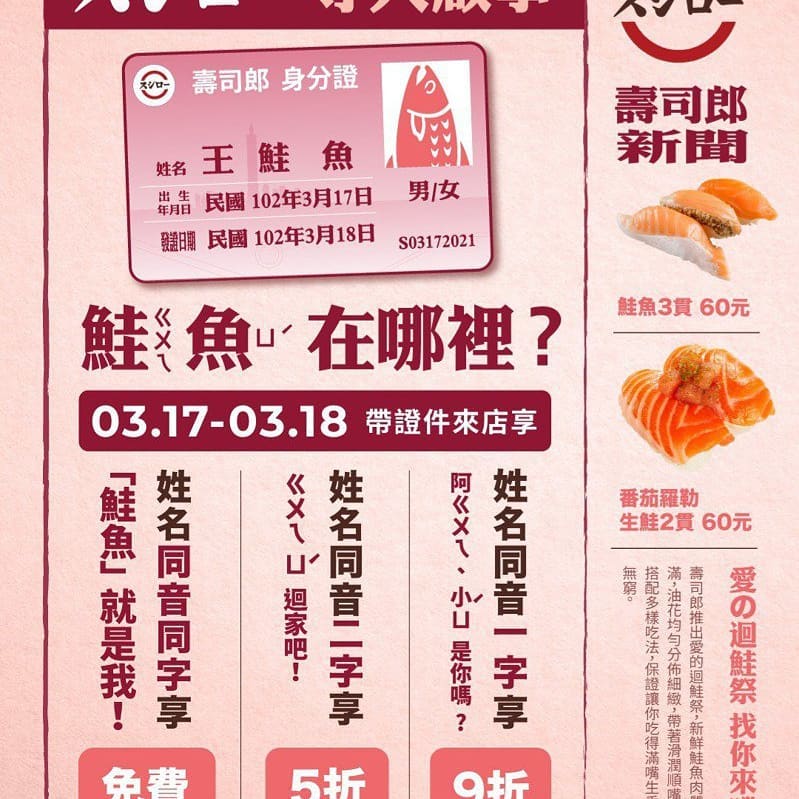 スシロー 尋人啟事
スシロー
壽司郎 身分證
姓名 王鮭魚
出生年月日 民國 102年3月17日
男/女
發證日期 民國 102年3月18日
S03172021
鮭ㄍㄨㄟ魚ㄩˊ在哪裡？
03.17-03.18 帶證件來店享
姓名同音一字享
阿ㄍㄨㄟ、小ㄩˊ是你嗎？
9折
姓名同音二字享
ㄍㄨㄟ ㄩˊ 迴家吧！
5折
姓名同音同字享
「鮭魚」就是我！
免費
スシロー
壽司郎
新聞
鮭魚3貫 60元
番茄羅勒
生鮭2貫 60元
愛の迴鮭祭 找你來
壽司郎推出愛的迴鮭祭，新鮮鮭魚肉
滿，油花均勻分佈細緻，帶著滑潤順嘴
搭配多樣吃法，保證讓你吃得滿嘴生
無窮。